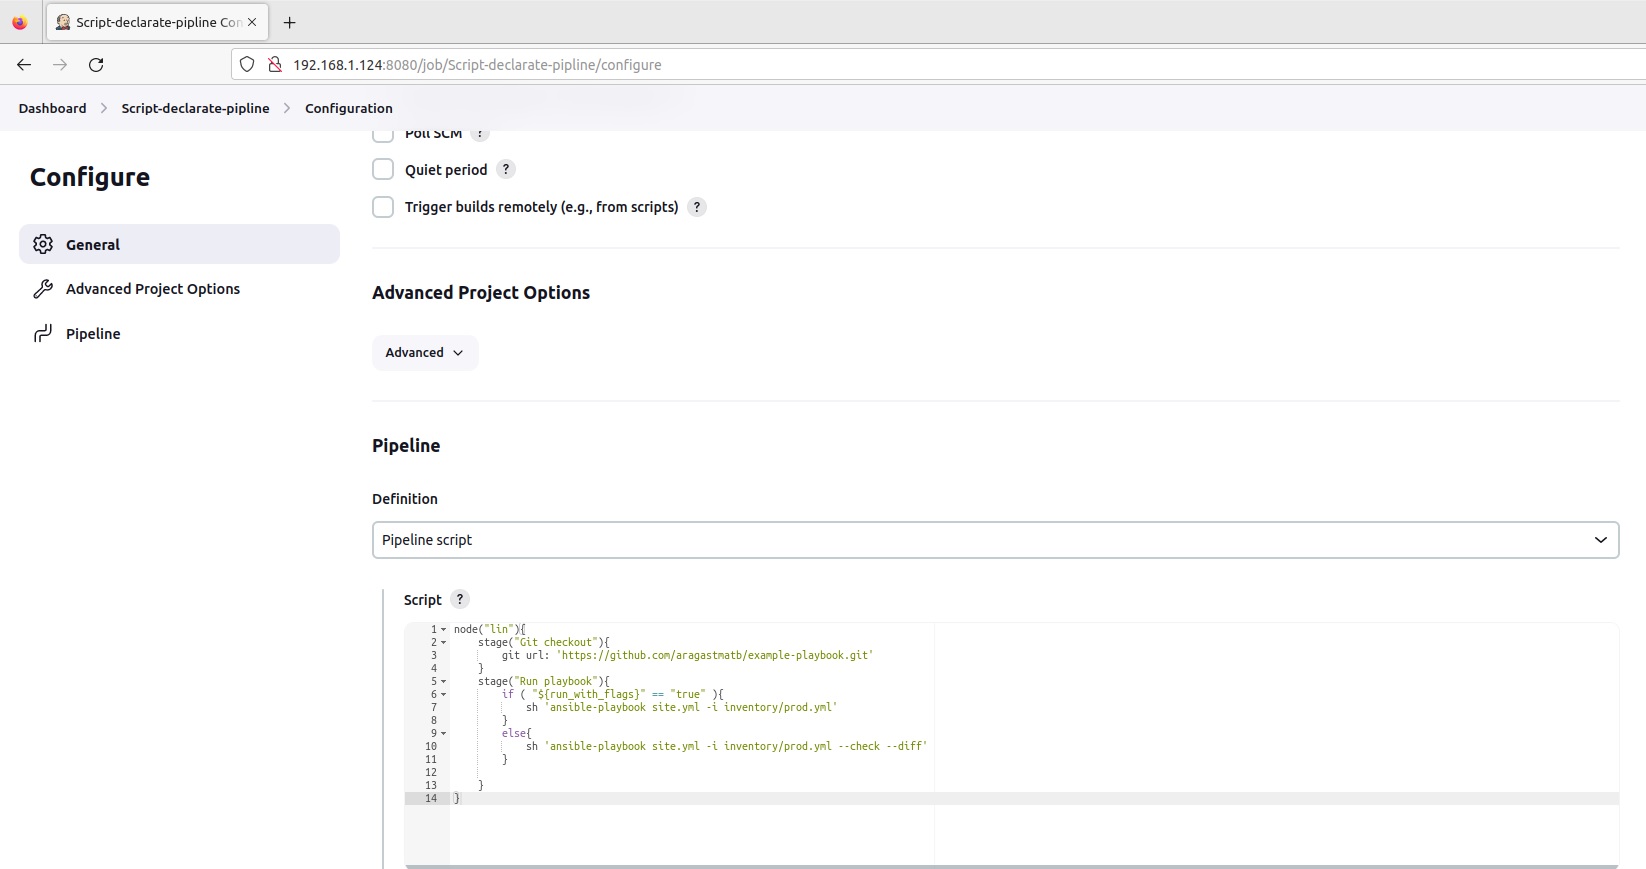 Script-declarate-pipline Con
192.168.1.124:8080/job/Script-declarate-pipline/configure
Dashboard
Script-declarate-pipline
Configuration
Configure
General
Advanced Project Options
Pipeline
Poll SCM ?
Quiet period ?
Trigger builds remotely (e.g., from scripts) ?
Advanced Project Options
Advanced
Pipeline
Definition
Pipeline script
Script ?
1 node("lin"){
2 stage("Git checkout"){
3 git url: 'https://github.com/aragastmatb/example-playbook.git'
4 }
5 stage("Run playbook"){
6 if ( "${run_with_flags}" == "true" ){
7 sh 'ansible-playbook site.yml -i inventory/prod.yml'
8 }
9 else{
10 sh 'ansible-playbook site.yml -i inventory/prod.yml --check --diff'
11 }
12
13 }
14 }